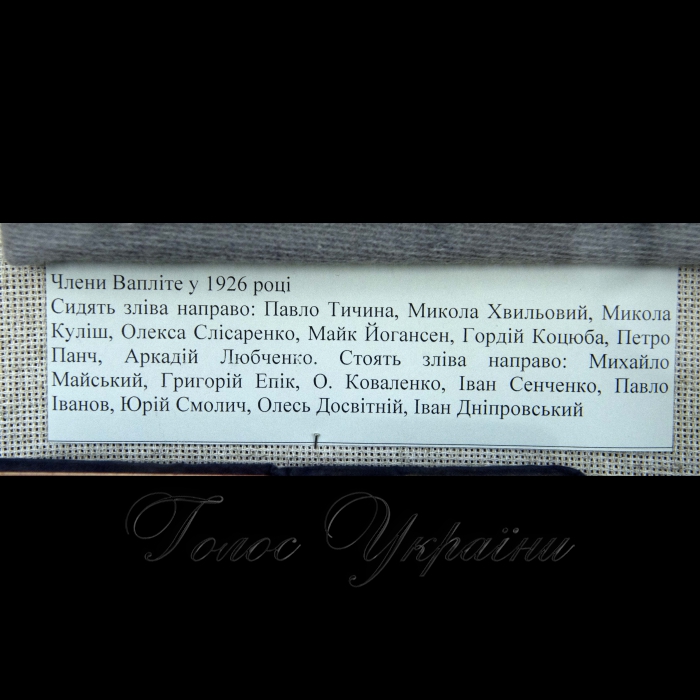 Члени Вапліте у 1926 році
Сидять зліва направо: Павло Тичина, Микола Хвильовий, Микола
Куліш, Олекса Слісаренко, Майк Йогансен, Гордій Коцюба, Петро
Панч, Аркадій Любченко. Стоять зліва направо: Михайло
Майський, Григорій Епік, О. Коваленко, Іван Сенченко, Павло
Іванов, Юрій Смолич, Олесь Досвітній, Іван Дніпровський
Голос України